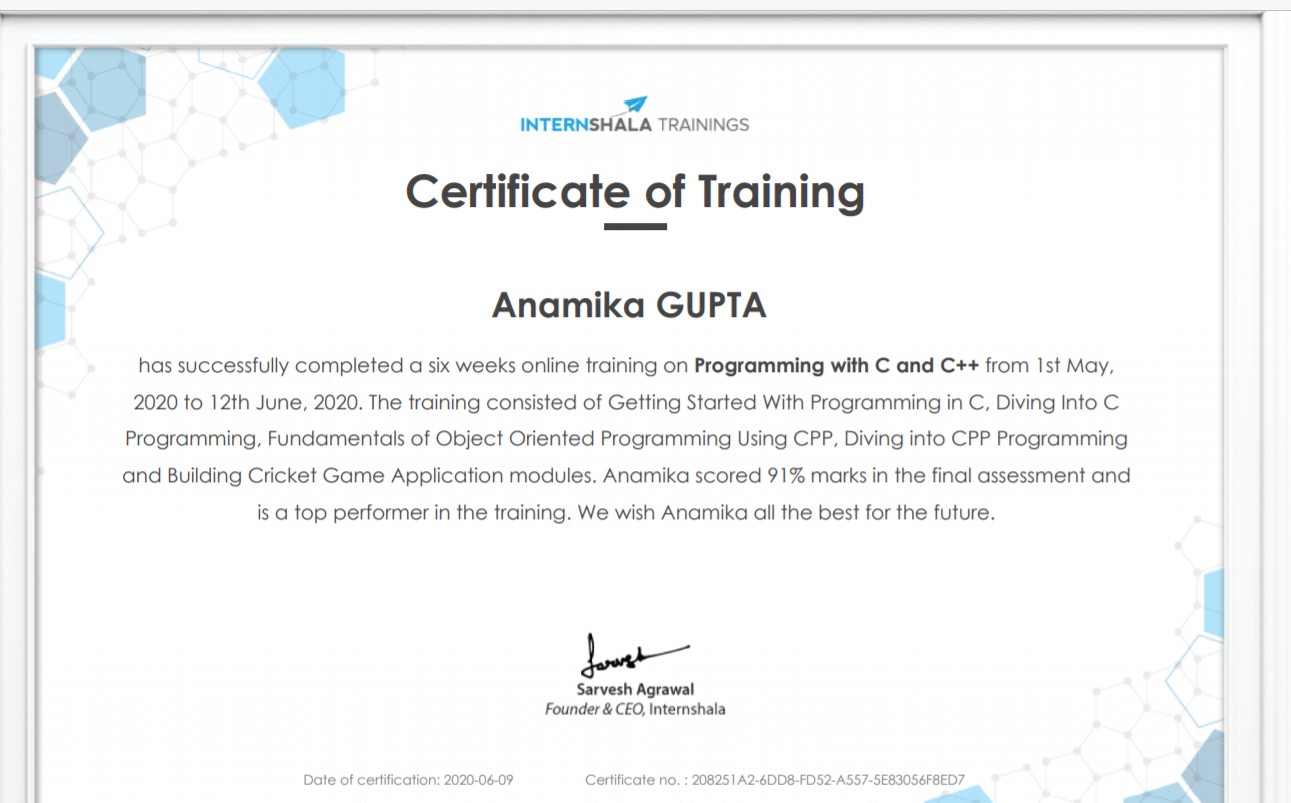 INTERNSHALA TRAININGS
Certificate of Training
Anamika GUPTA
has successfully completed a six weeks online training on Programming with C and C++ from 1st May,
2020 to 12th June, 2020. The training consisted of Getting Started With Programming in C, Diving Into C
Programming, Fundamentals of Object Oriented Programming Using CPP, Diving into CPP Programming
and Building Cricket Game Application modules. Anamika scored 91% marks in the final assessment and
is a top performer in the training. We wish Anamika all the best for the future.
Sarvesh
Sarvesh Agrawal
Founder & CEO, Internshala
Date of certification: 2020-06-09 Certificate no. : 208251A2-6DD8-FD52-A557-5E83056F8ED7